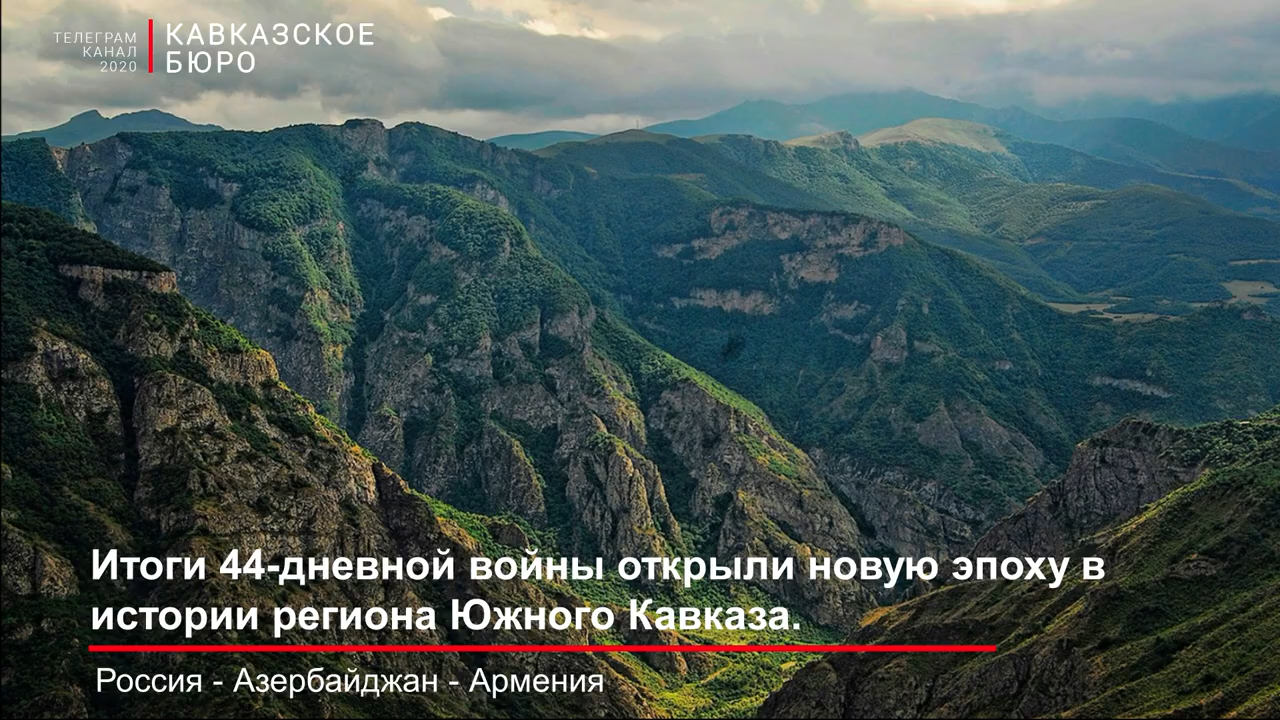 ТЕЛЕГРАМ
КАНАЛ
2020
КАВКАЗСКОЕ
БЮРО
Итоги 44-дневной войны открыли новую эпоху в
истории региона Южного Кавказа.
Россия - Азербайджан - Армения